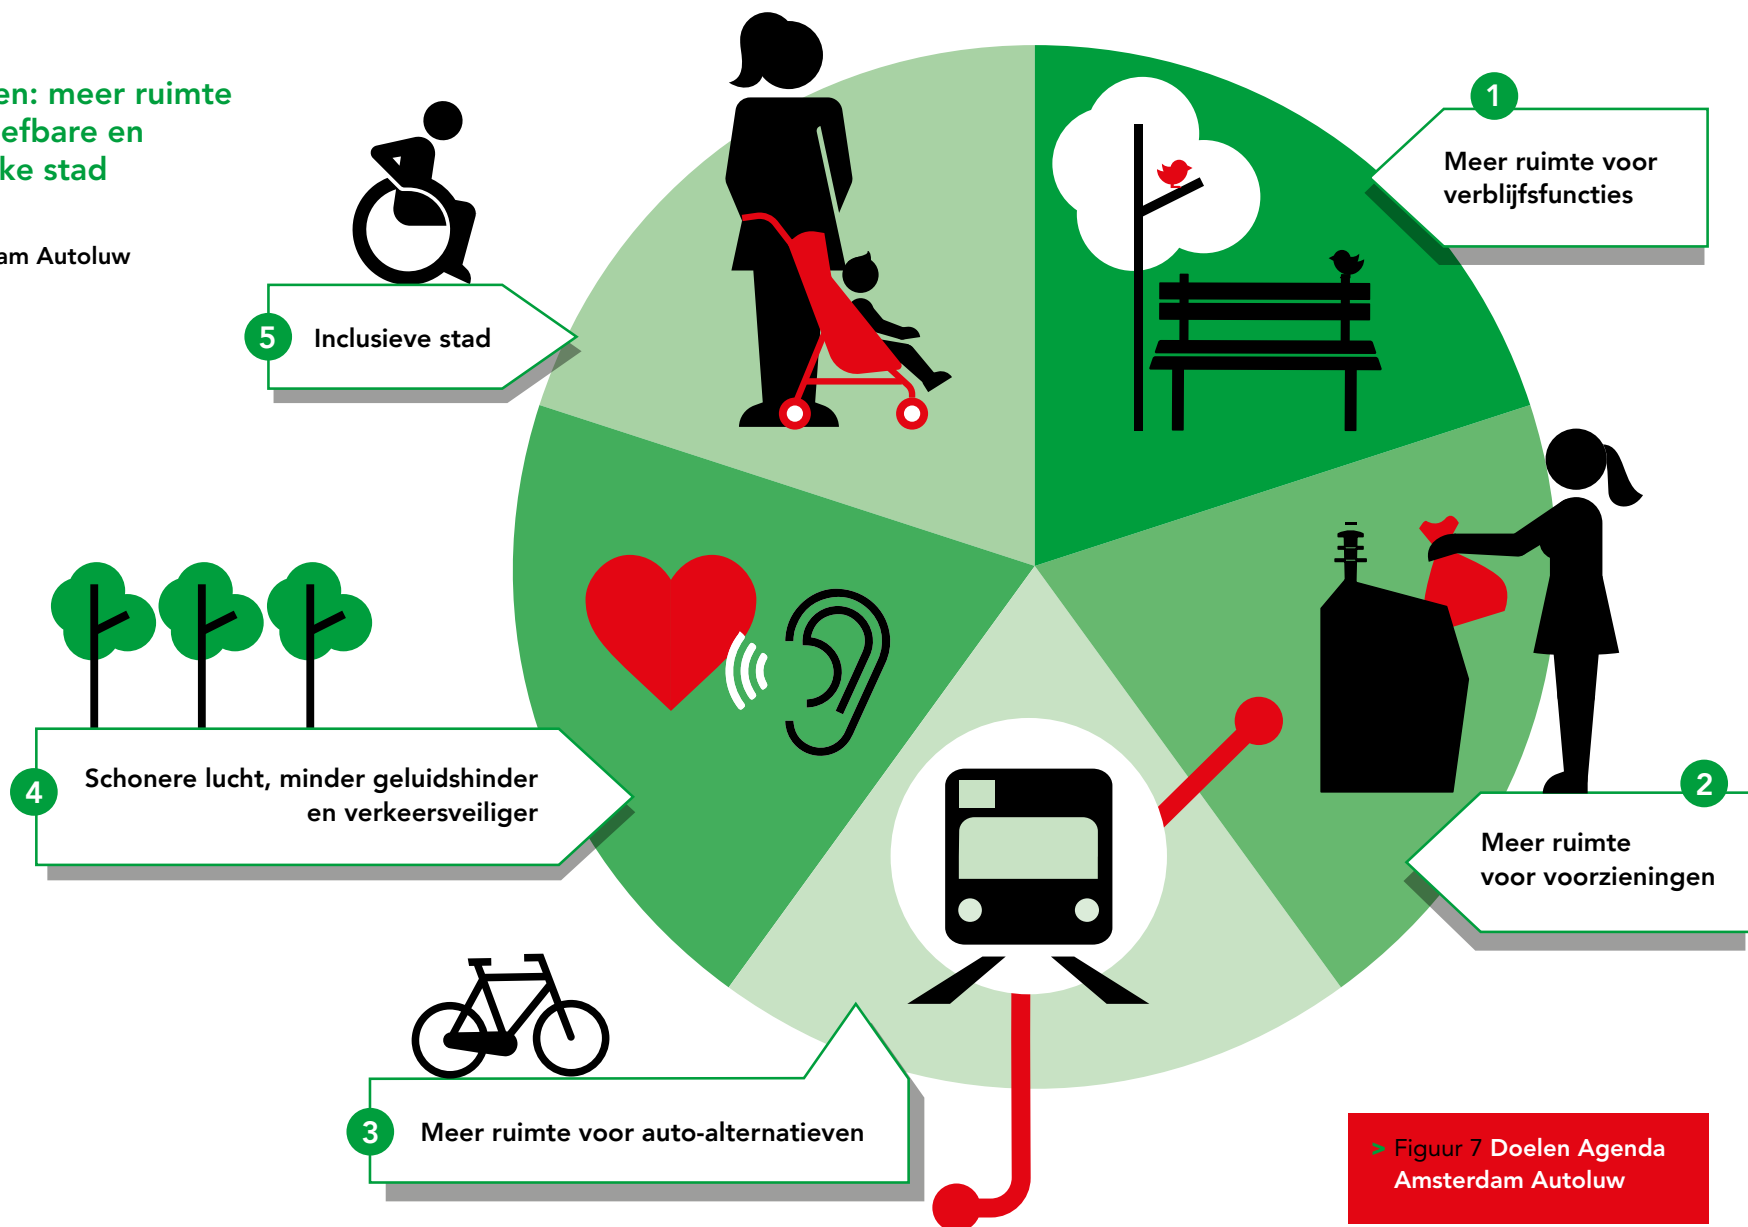 en: meer ruimte
efbare en
ke stad
am Autoluw
1
Meer ruimte voor
verblijfsfuncties
5
Inclusieve stad
4
Schonere lucht, minder geluidshinder
en verkeersveiliger
2
Meer ruimte
voor voorzieningen
3
Meer ruimte voor auto-alternatieven
> Figuur 7 Doelen Agenda
Amsterdam Autoluw